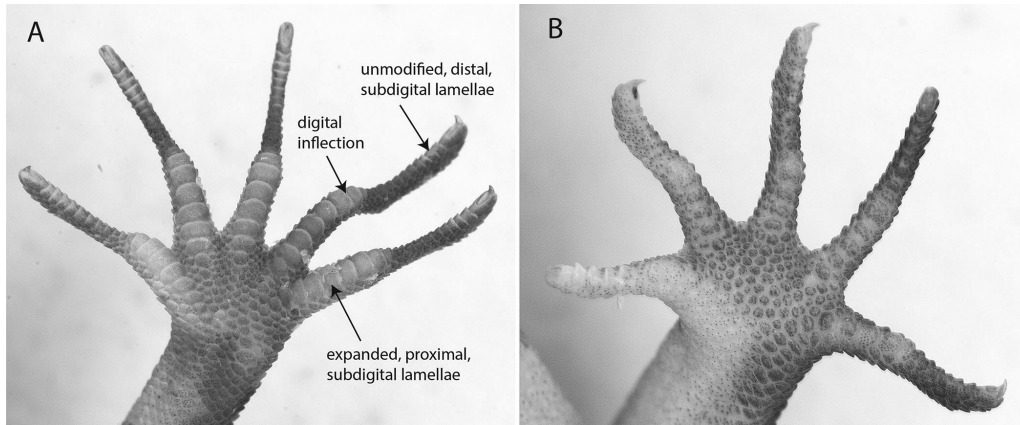 A
B
unmodified, distal,
subdigital lamellae
digital
inflection
expanded, proximal,
subdigital lamellae